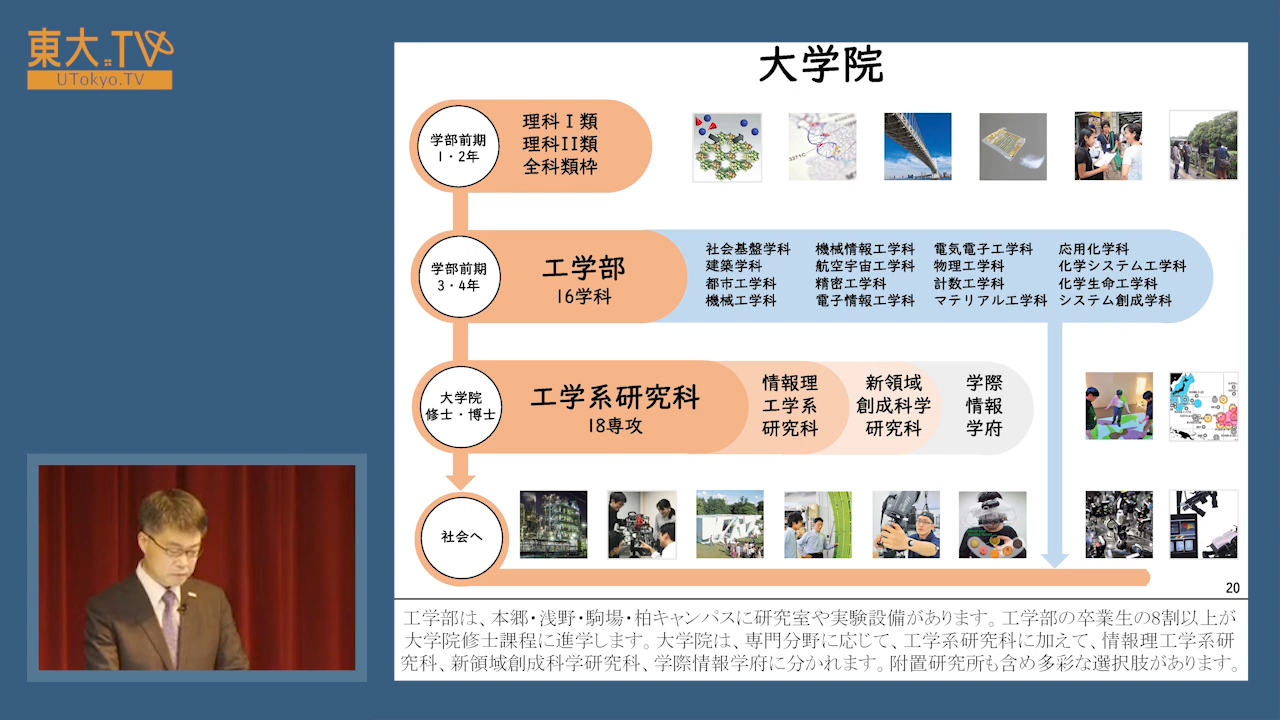 東大.TV
UTokyo.TV
大学院
学部前期
1・2年
理科Ⅰ類
理科II類
全科類枠
3271C
学部前期
3・4年
工学部
16学科
社会基盤学科
建築学科
都市工学科
機械工学科
機械情報工学科
航空宇宙工学科
精密工学科
電子情報工学科
電気電子工学科
物理工学科
計数工学科
マテリアル工学科
応用化学科
化学システム工学科
化学生命工学科
システム創成学科
大学院
修士・博士
工学系研究科
18専攻
情報理
工学系
研究科
新領域
創成科学
研究科
学際
情報
学府
社会へ
20
工学部は、本郷・浅野・駒場・柏キャンパスに研究室や実験設備があります。工学部の卒業生の8割以上が
大学院修士課程に進学します。大学院は、専門分野に応じて、工学系研究科に加えて、情報理工学系研
究科、新領域創成科学研究科、学際情報学府に分かれます。附置研究所も含め多彩な選択肢があります。